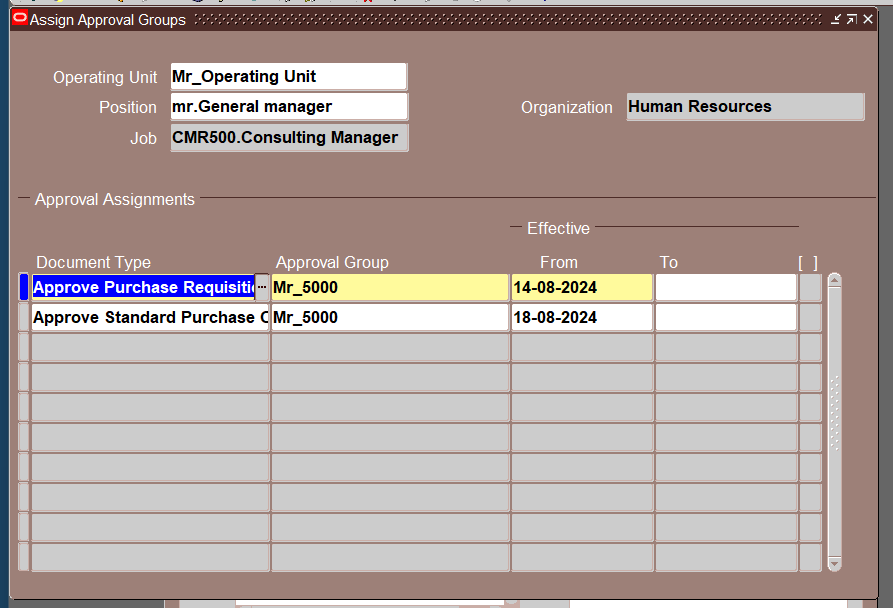 Assign Approval Groups
Operating Unit Mr_Operating Unit
Position mr.General manager Organization Human Resources
Job CMR500.Consulting Manager
Approval Assignments
Effective
Document Type Approval Group From To [ ]
Approve Purchase Requisiti ... Mr_5000 14-08-2024
Approve Standard Purchase O Mr_5000 18-08-2024